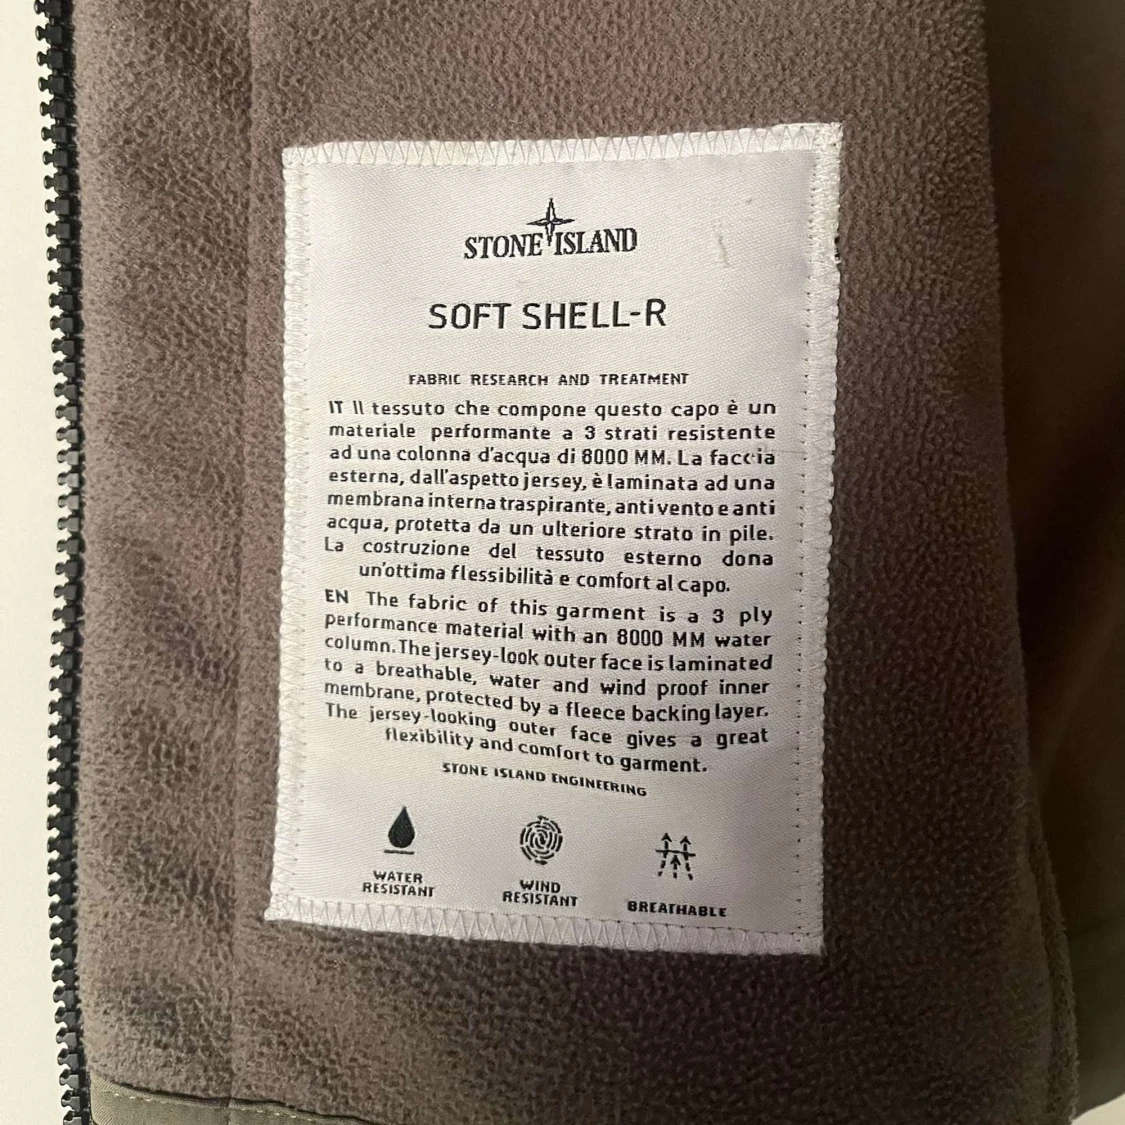 STONE ISLAND
SOFT SHELL-R
FABRIC RESEARCH AND TREATMENT
IT Il tessuto che compone questo capo è un
materiale performante a 3 strati resistente
ad una colonna d'acqua di 8000 MM. La faccia
esterna, dall'aspetto jersey, è laminata ad una
membrana interna traspirante, antivento e anti
acqua, protetta da un ulteriore strato in pile.
La costruzione del tessuto esterno dona
un'ottima flessibilità e comfort al capo.
EN The fabric of this garment is a 3 ply
performance material with an 8000 MM water
column. The jersey-look outer face is laminated
to a breathable, water and wind proof inner
membrane, protected by a fleece backing layer.
The jersey-looking outer face gives a great
flexibility and comfort to garment.
STONE ISLAND ENGINEERING
WATER RESISTANT
WIND RESISTANT
BREATHABLE